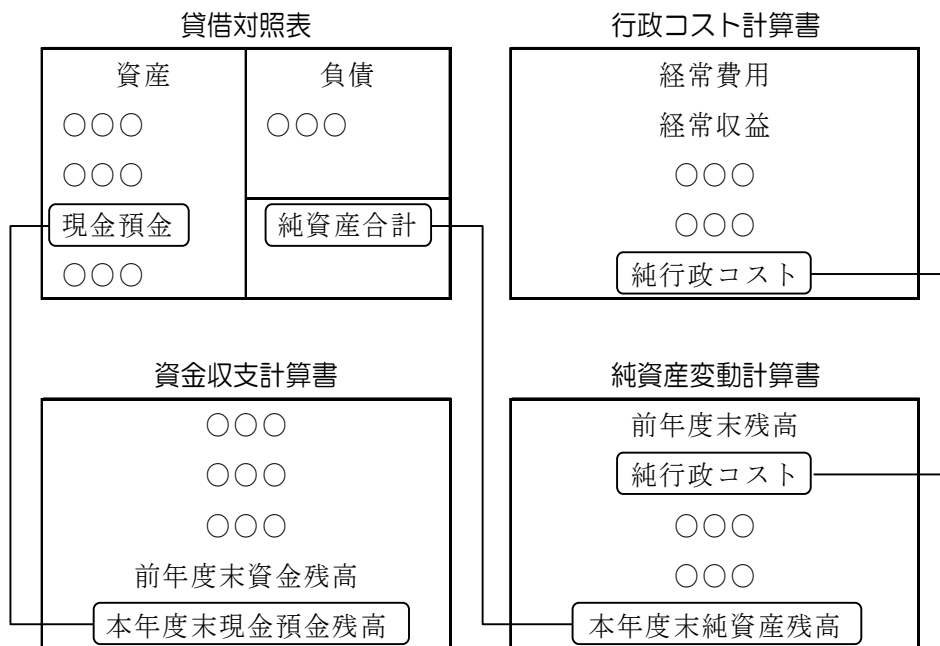 貸借対照表
資産
〇〇〇
〇〇〇
現金預金
〇〇〇
負債
〇〇〇
純資産合計
行政コスト計算書
経常費用
経常収益
〇〇〇
〇〇〇
純行政コスト
資金収支計算書
〇〇〇
〇〇〇
〇〇〇
前年度末資金残高
本年度末現金預金残高
純資産変動計算書
前年度末残高
純行政コスト
〇〇〇
〇〇〇
本年度末純資産残高